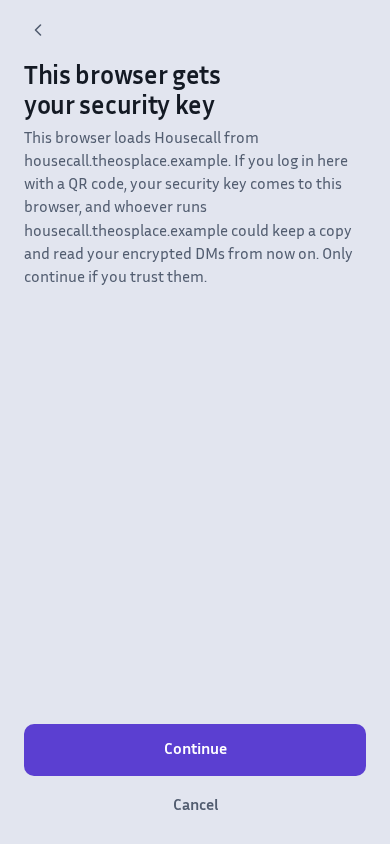 This browser gets
your security key
This browser loads Housecall from
housecall.theosplace.example. If you log in here
with a QR code, your security key comes to this
browser, and whoever runs
housecall.theosplace.example could keep a copy
and read your encrypted DMs from now on. Only
continue if you trust them.
Continue
Cancel